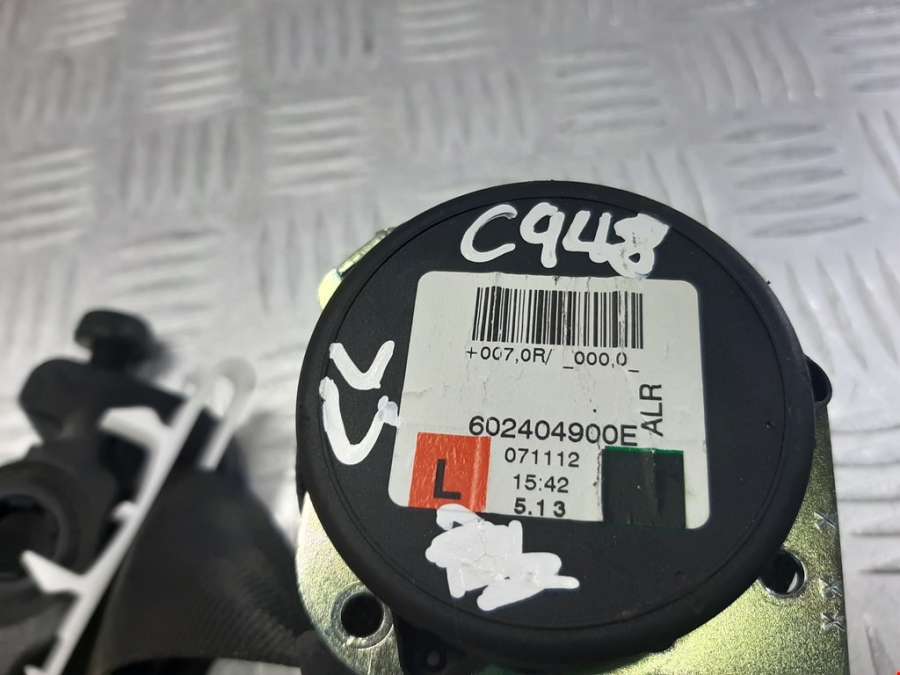 C948
+007,0R/ _000,0_
ALR
602404900E
071112
L
15:42
5.13